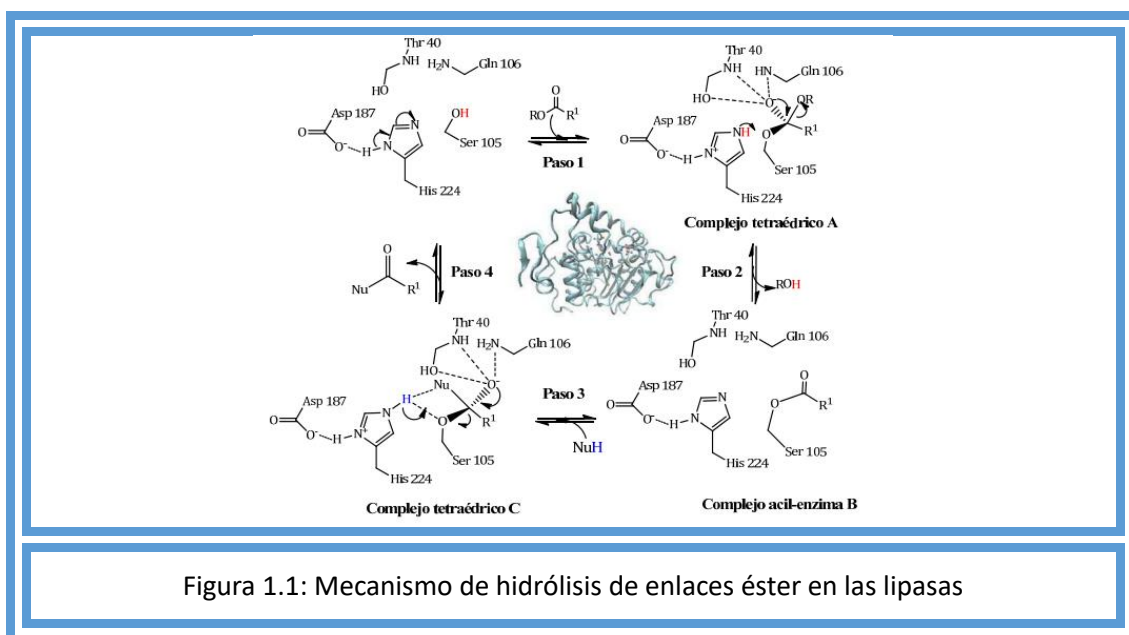 Thr 40
NH
H₂N
Gln 106
HO
Asp 187
O
O⁻
H
N
N
OH
Ser 105
His 224
O
RO
R¹
Paso 1
Thr 40
NH
HN
Gln 106
HO
O
OR
Asp 187
O
O⁻
H
N⁺
NH
O
R¹
Ser 105
His 224
Complejo tetraédrico A
O
Nu
R¹
Paso 4
Paso 2
ROH
Thr 40
NH
H₂N
Gln 106
HO
Nu
O⁻
Asp 187
O
O⁻
H
N⁺
N
H
O
R¹
Ser 105
His 224
Complejo tetraédrico C
Paso 3
NuH
Thr 40
NH
H₂N
Gln 106
HO
Asp 187
O
O⁻
H
N
N
O
O
R¹
Ser 105
His 224
Complejo acil-enzima B
Figura 1.1: Mecanismo de hidrólisis de enlaces éster en las lipasas